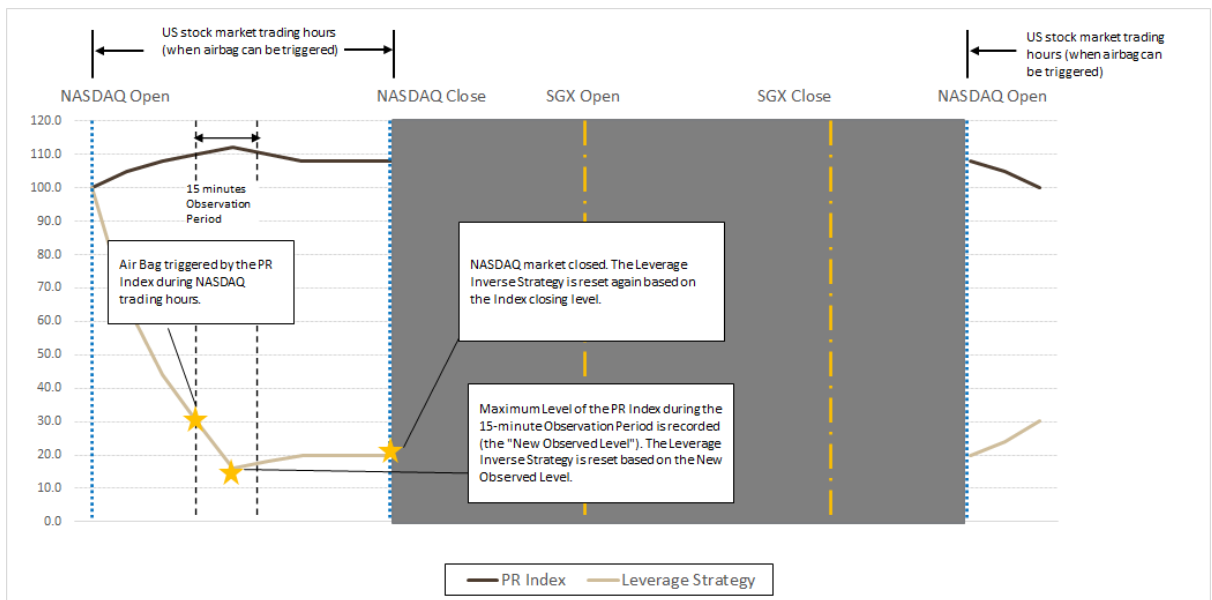 US stock market trading hours
(when airbag can be triggered)
US stock market trading
hours (when airbag can
be triggered)
NASDAQ Open
NASDAQ Close
SGX Open
SGX Close
NASDAQ Open
120.0
110.0
100.0
90.0
80.0
70.0
60.0
50.0
40.0
30.0
20.0
10.0
0.0
15 minutes
Observation
Period
Air Bag triggered by the PR
Index during NASDAQ
trading hours.
NASDAQ market closed. The Leverage
Inverse Strategy is reset again based on
the Index closing level.
Maximum Level of the PR Index during the
15-minute Observation Period is recorded
(the "New Observed Level"). The Leverage
Inverse Strategy is reset based on the New
Observed Level.
PR Index
Leverage Strategy